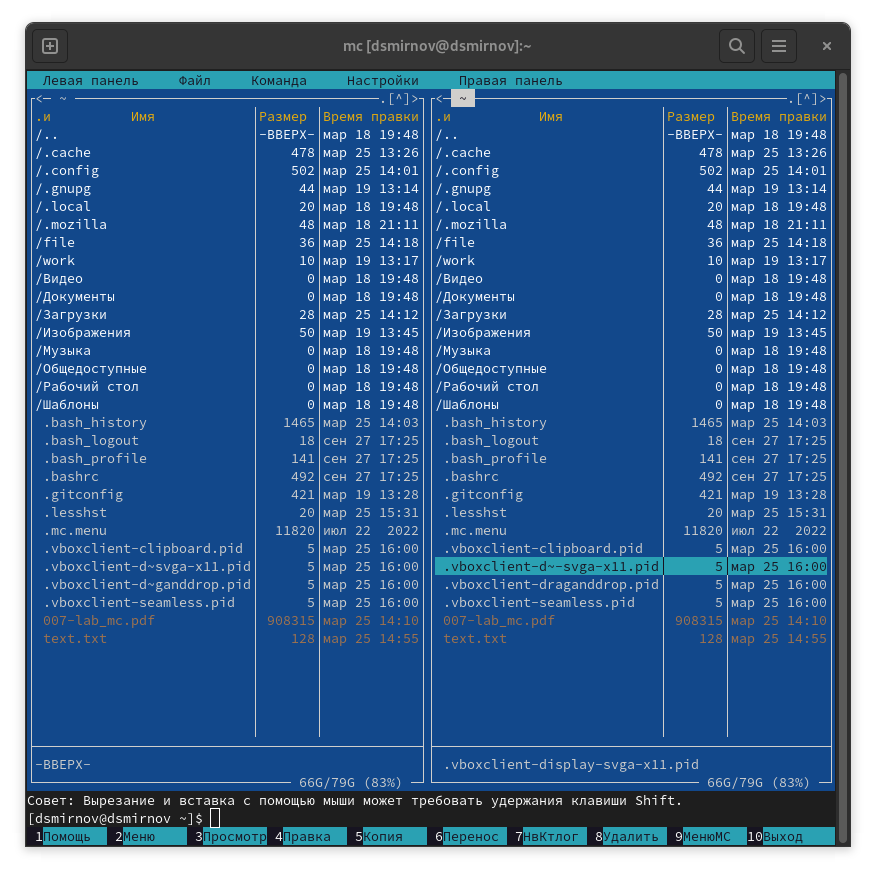 mc [dsmirnov@dsmirnov]:~
Левая панель Файл Команда Настройки Правая панель
<- ~ .[^]> <- ~ .[^]>
.и Имя Размер Время правки .и Имя Размер Время правки
/.. -ВВЕРХ- мар 18 19:48 /.. -ВВЕРХ- мар 18 19:48
/.cache 478 мар 25 13:26 /.cache 478 мар 25 13:26
/.config 502 мар 25 14:01 /.config 502 мар 25 14:01
/.gnupg 44 мар 19 13:14 /.gnupg 44 мар 19 13:14
/.local 20 мар 18 19:48 /.local 20 мар 18 19:48
/.mozilla 48 мар 18 21:11 /.mozilla 48 мар 18 21:11
/file 36 мар 25 14:18 /file 36 мар 25 14:18
/work 10 мар 19 13:17 /work 10 мар 19 13:17
/Видео 0 мар 18 19:48 /Видео 0 мар 18 19:48
/Документы 0 мар 18 19:48 /Документы 0 мар 18 19:48
/Загрузки 28 мар 25 14:12 /Загрузки 28 мар 25 14:12
/Изображения 50 мар 19 13:45 /Изображения 50 мар 19 13:45
/Музыка 0 мар 18 19:48 /Музыка 0 мар 18 19:48
/Общедоступные 0 мар 18 19:48 /Общедоступные 0 мар 18 19:48
/Рабочий стол 0 мар 18 19:48 /Рабочий стол 0 мар 18 19:48
/Шаблоны 0 мар 18 19:48 /Шаблоны 0 мар 18 19:48
.bash_history 1465 мар 25 14:03 .bash_history 1465 мар 25 14:03
.bash_logout 18 сен 27 17:25 .bash_logout 18 сен 27 17:25
.bash_profile 141 сен 27 17:25 .bash_profile 141 сен 27 17:25
.bashrc 492 сен 27 17:25 .bashrc 492 сен 27 17:25
.gitconfig 421 мар 19 13:28 .gitconfig 421 мар 19 13:28
.lesshst 20 мар 25 15:31 .lesshst 20 мар 25 15:31
.mc.menu 11820 июл 22 2022 .mc.menu 11820 июл 22 2022
.vboxclient-clipboard.pid 5 мар 25 16:00 .vboxclient-clipboard.pid 5 мар 25 16:00
.vboxclient-d~svga-x11.pid 5 мар 25 16:00 .vboxclient-d~-svga-x11.pid 5 мар 25 16:00
.vboxclient-d~ganddrop.pid 5 мар 25 16:00 .vboxclient-draganddrop.pid 5 мар 25 16:00
.vboxclient-seamless.pid 5 мар 25 16:00 .vboxclient-seamless.pid 5 мар 25 16:00
007-lab_mc.pdf 908315 мар 25 14:10 007-lab_mc.pdf 908315 мар 25 14:10
text.txt 128 мар 25 14:55 text.txt 128 мар 25 14:55
-ВВЕРХ- .vboxclient-display-svga-x11.pid
66G/79G (83%) 66G/79G (83%)
Совет: Вырезание и вставка с помощью мыши может требовать удержания клавиши Shift.
[dsmirnov@dsmirnov ~]$
1Помощь 2Меню 3Просмотр 4Правка 5Копия 6Перенос 7НвКтлог 8Удалить 9МенюMC 10Выход